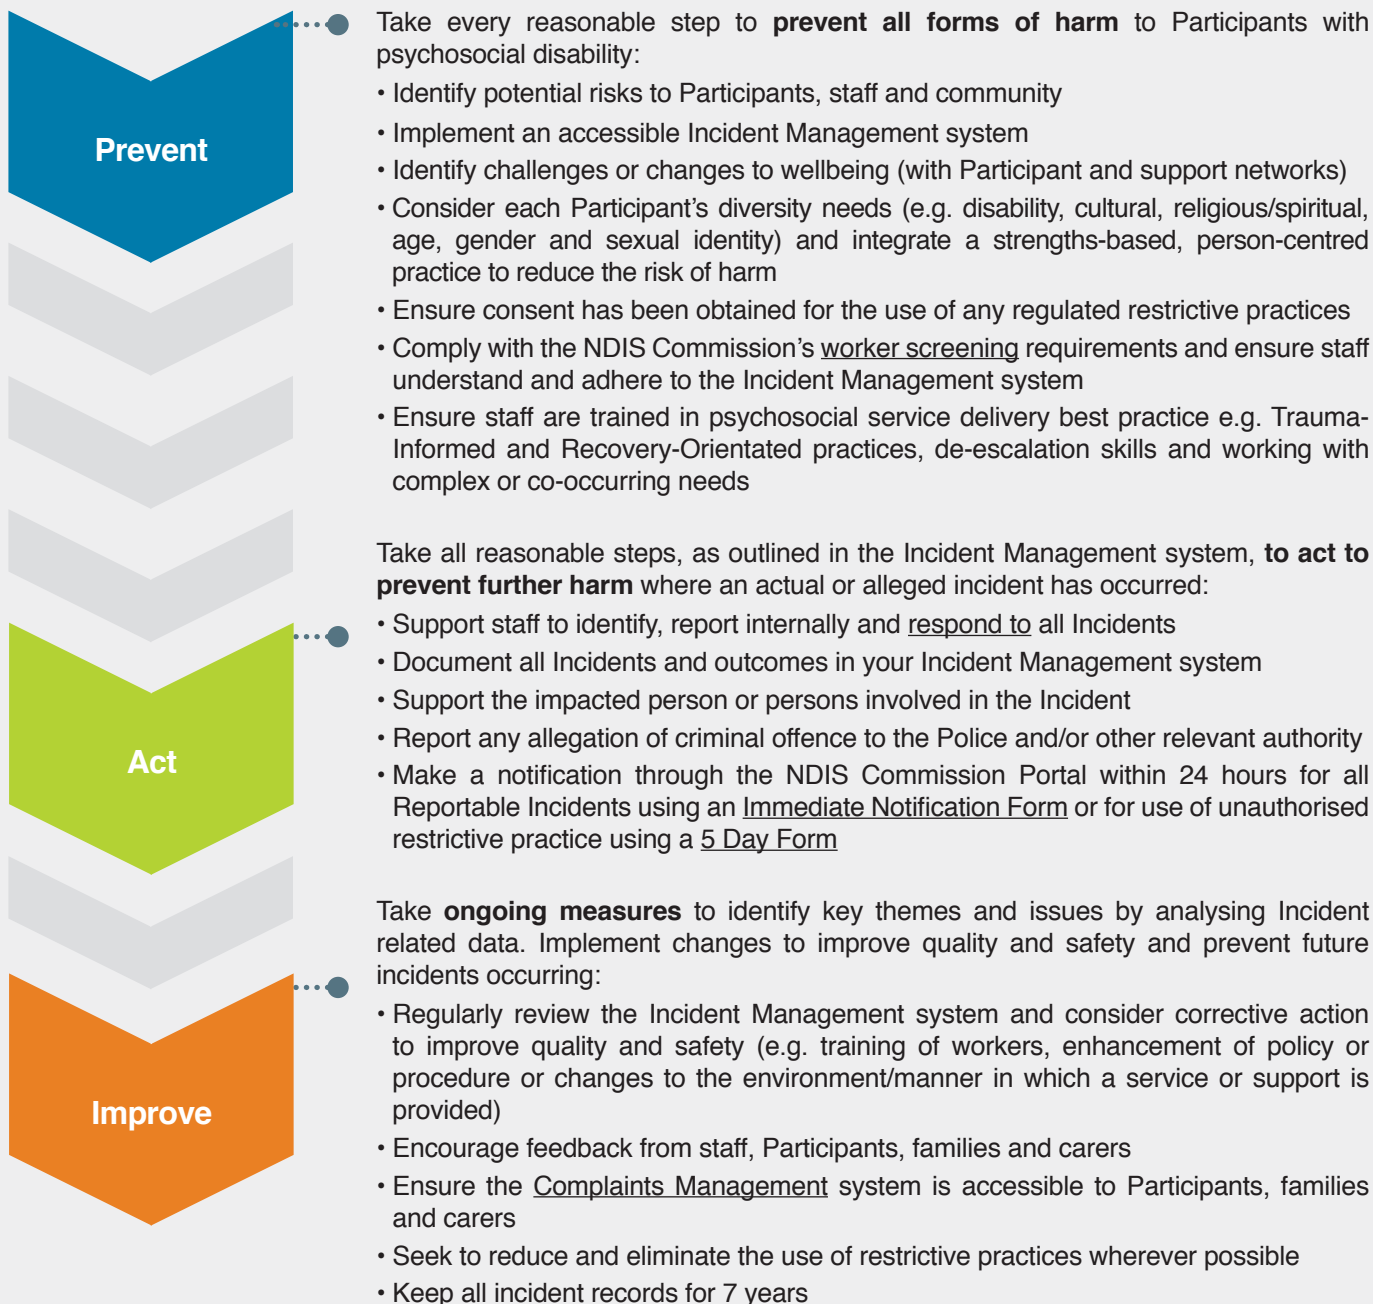 Take every reasonable step to prevent all forms of harm to Participants with
psychosocial disability:
• Identify potential risks to Participants, staff and community
• Implement an accessible Incident Management system
Prevent
• Identify challenges or changes to wellbeing (with Participant and support networks)
• Consider each Participant’s diversity needs (e.g. disability, cultural, religious/spiritual,
age, gender and sexual identity) and integrate a strengths-based, person-centred
practice to reduce the risk of harm
• Ensure consent has been obtained for the use of any regulated restrictive practices
• Comply with the NDIS Commission’s worker screening requirements and ensure staff
understand and adhere to the Incident Management system
• Ensure staff are trained in psychosocial service delivery best practice e.g. Trauma-
Informed and Recovery-Orientated practices, de-escalation skills and working with
complex or co-occurring needs
Take all reasonable steps, as outlined in the Incident Management system, to act to
prevent further harm where an actual or alleged incident has occurred:
• Support staff to identify, report internally and respond to all Incidents
• Document all Incidents and outcomes in your Incident Management system
• Support the impacted person or persons involved in the Incident
• Report any allegation of criminal offence to the Police and/or other relevant authority
Act
• Make a notification through the NDIS Commission Portal within 24 hours for all
Reportable Incidents using an Immediate Notification Form or for use of unauthorised
restrictive practice using a 5 Day Form
Take ongoing measures to identify key themes and issues by analysing Incident
related data. Implement changes to improve quality and safety and prevent future
incidents occurring:
• Regularly review the Incident Management system and consider corrective action
to improve quality and safety (e.g. training of workers, enhancement of policy or
procedure or changes to the environment/manner in which a service or support is
provided)
Improve
• Encourage feedback from staff, Participants, families and carers
• Ensure the Complaints Management system is accessible to Participants, families
and carers
• Seek to reduce and eliminate the use of restrictive practices wherever possible
• Keep all incident records for 7 years